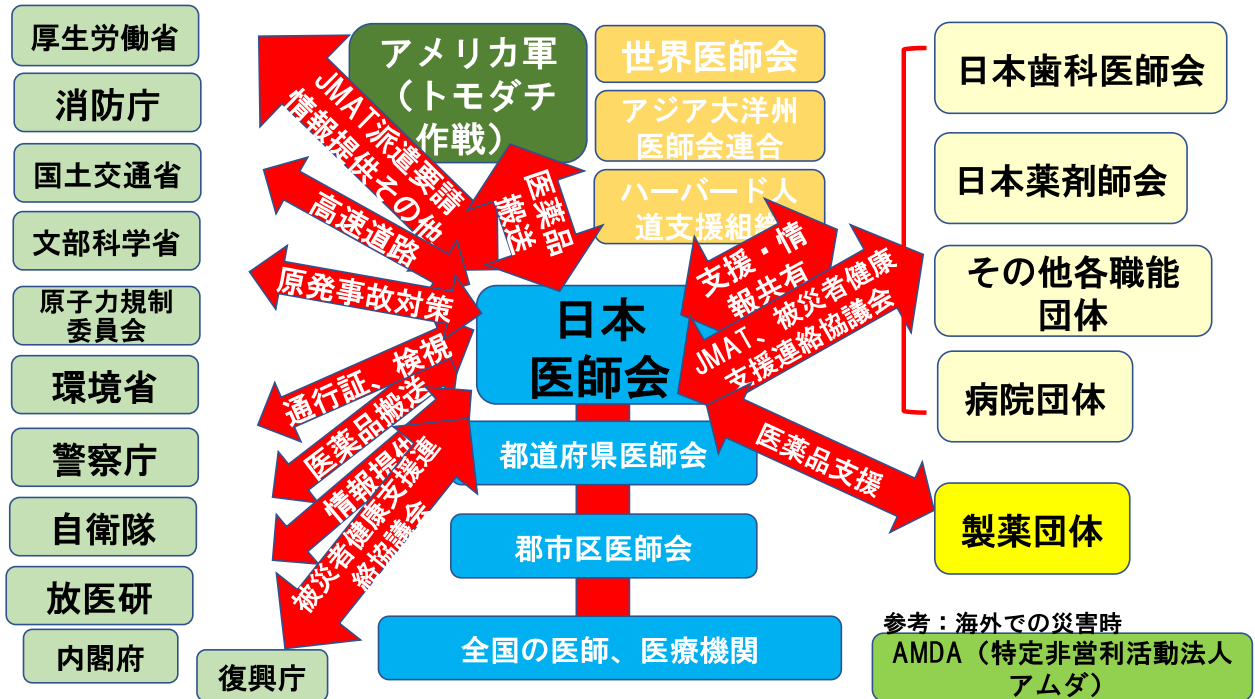 厚生労働省
消防庁
国土交通省
文部科学省
原子力規制
委員会
環境省
警察庁
自衛隊
放医研
内閣府
復興庁
アメリカ軍
（トモダチ
作戦）
世界医師会
アジア大洋州
医師会連合
ハーバード人
道支援組織
JMAT派遣要請
情報提供その他
高速道路
原発事故対策
通行証、検視
医薬品搬送
情報提供
被災者健康支援連
絡協議会
医薬品
搬送
支援・情
報共有
JMAT、被災者健康
支援連絡協議会
医薬品支援
日本
医師会
都道府県医師会
郡市区医師会
全国の医師、医療機関
日本歯科医師会
日本薬剤師会
その他各職能
団体
病院団体
製薬団体
参考：海外での災害時
AMDA（特定非営利活動法人
アムダ）